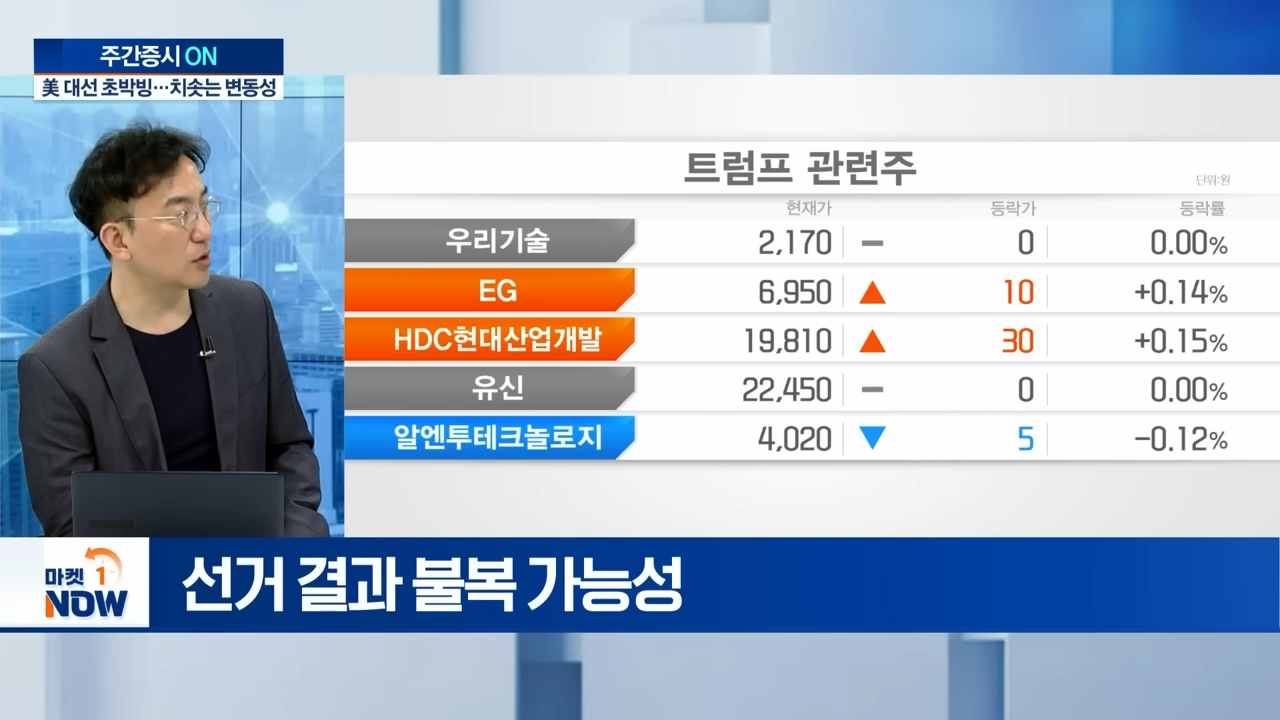 주간증시 ON
美 대선 초박빙…치솟는 변동성
트럼프 관련주
단위:원
현재가 등락가 등락률
우리기술 2,170 0 0.00%
EG 6,950 ▲ 10 +0.14%
HDC현대산업개발 19,810 ▲ 30 +0.15%
유신 22,450 0 0.00%
알엔투테크놀로지 4,020 ▼ 5 -0.12%
마켓 1
NOW
선거 결과 불복 가능성